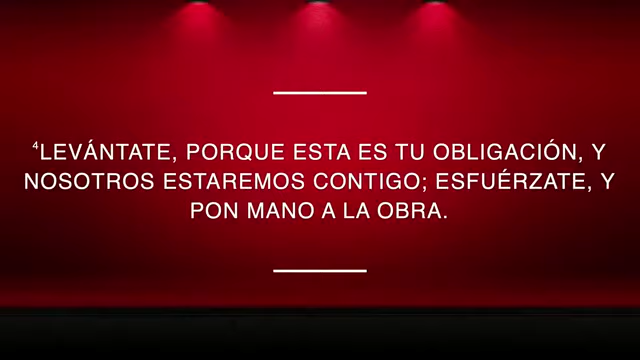 ⁴LEVÁNTATE, PORQUE ESTA ES TU OBLIGACIÓN, Y
NOSOTROS ESTAREMOS CONTIGO; ESFUÉRZATE, Y
PON MANO A LA OBRA.